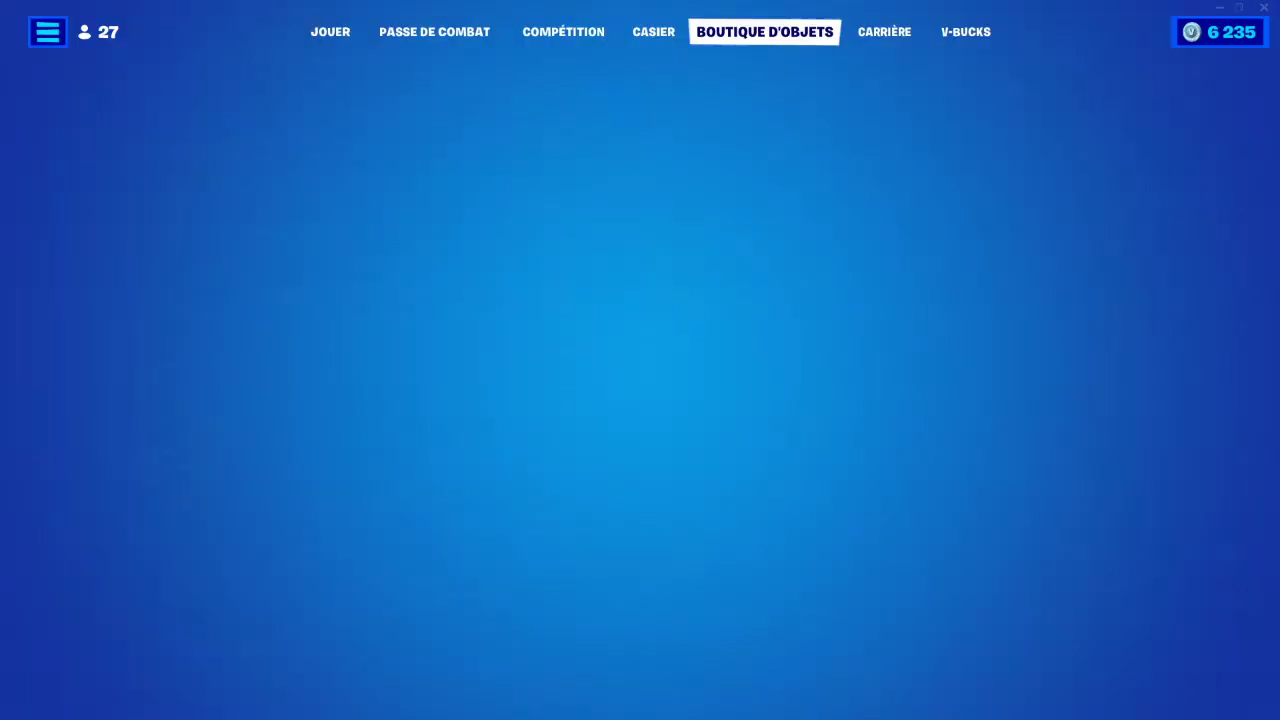 27 JOUER PASSE DE COMBAT COMPÉTITION CASIER BOUTIQUE D'OBJETS CARRIÈRE V-BUCKS 6 235